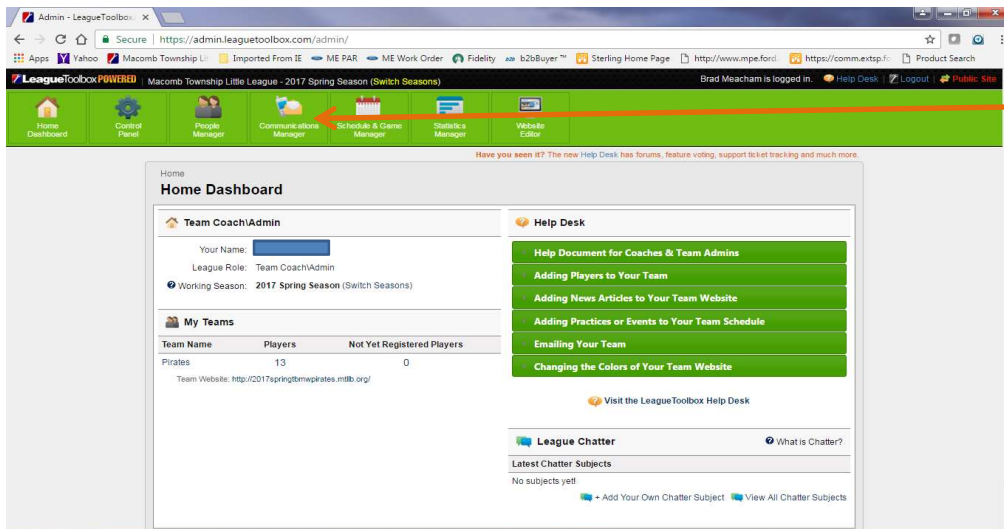 Admin - LeagueToolbox
Secure | https://admin.leaguetoolbox.com/admin/
Apps Yahoo Macomb Township Lit Imported From IE ME PAR ME Work Order Fidelity b2bBuyer™ Sterling Home Page http://www.mpe.ford. https://comm.extsp.fo Product Search
LeagueToolbox POWERED | Macomb Township Little League - 2017 Spring Season (Switch Seasons) Brad Meacham is logged in. Help Desk | Logout | Public Site
Home Dashboard
Control Panel
People Manager
Communications Manager
Schedule & Game Manager
Statistics Manager
Website Editor
Have you seen it? The new Help Desk has forums, feature voting, support ticket tracking and much more.
Home
Home Dashboard
Team Coach\Admin
Your Name:
League Role: Team Coach\Admin
Working Season: 2017 Spring Season (Switch Seasons)
My Teams
Team Name Players Not Yet Registered Players
Pirates 13 0
Team Website: http://2017springtbmwpirates.mtllb.org/
Help Desk
Help Document for Coaches & Team Admins
Adding Players to Your Team
Adding News Articles to Your Team Website
Adding Practices or Events to Your Team Schedule
Emailing Your Team
Changing the Colors of Your Team Website
Visit the LeagueToolbox Help Desk
League Chatter What is Chatter?
Latest Chatter Subjects
No subjects yet!
+ Add Your Own Chatter Subject View All Chatter Subjects